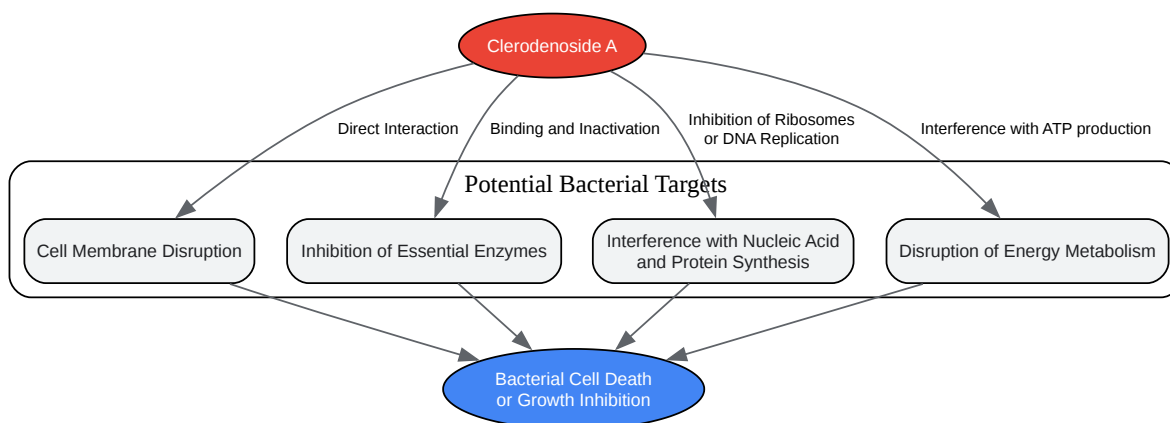 Clerodenoside A
Direct Interaction
Binding and Inactivation
Inhibition of Ribosomes
or DNA Replication
Interference with ATP production
Potential Bacterial Targets
Cell Membrane Disruption
Inhibition of Essential Enzymes
Interference with Nucleic Acid
and Protein Synthesis
Disruption of Energy Metabolism
Bacterial Cell Death
or Growth Inhibition